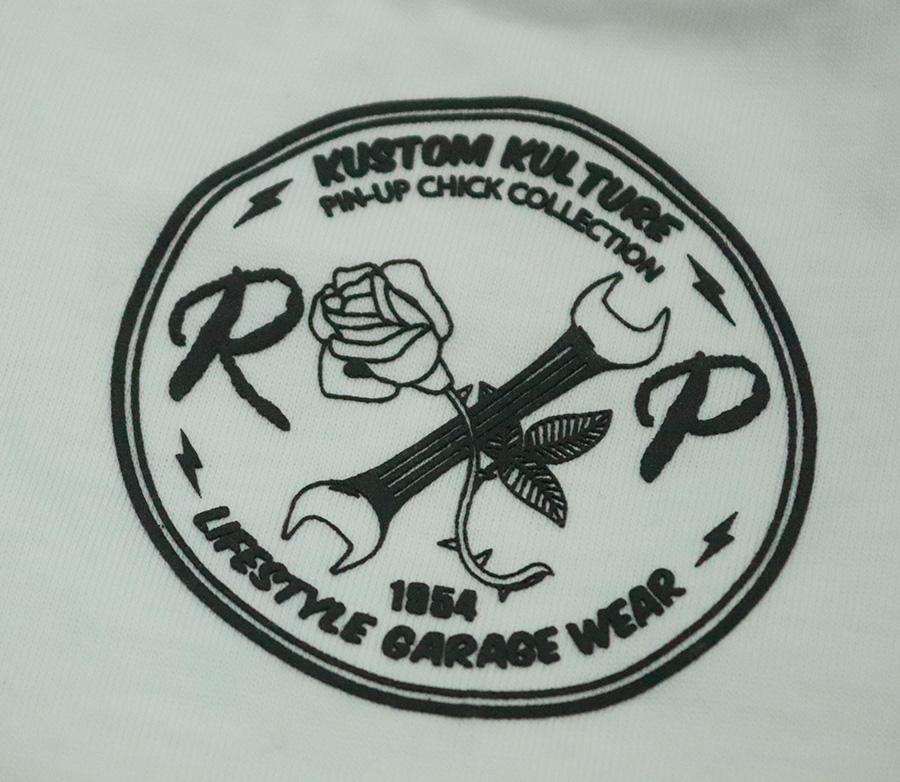 KUSTOM KULTURE
PIN-UP CHICK COLLECTION
R P
1954
LIFESTYLE GARAGE WEAR